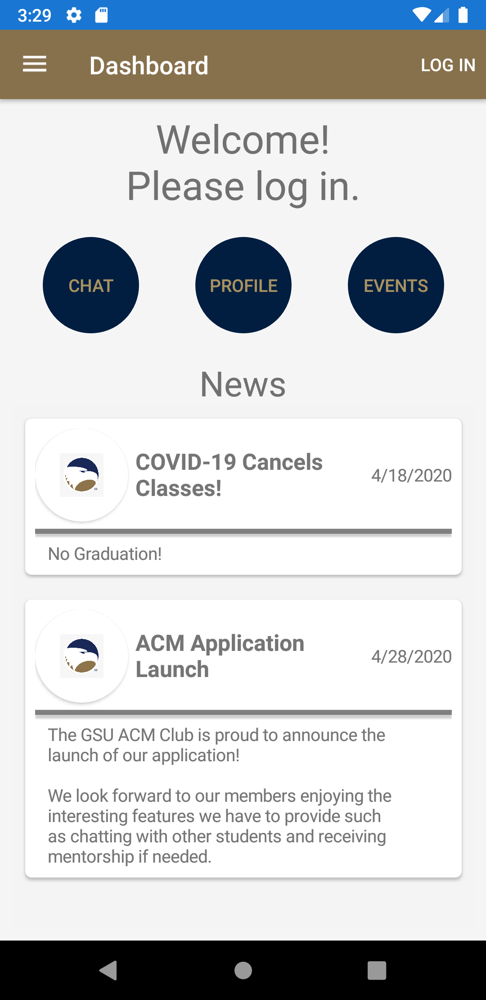 3:29
Dashboard
LOG IN
Welcome!
Please log in.
CHAT
PROFILE
EVENTS
News
COVID-19 Cancels
Classes!
4/18/2020
No Graduation!
ACM Application
Launch
4/28/2020
The GSU ACM Club is proud to announce the
launch of our application!
We look forward to our members enjoying the
interesting features we have to provide such
as chatting with other students and receiving
mentorship if needed.